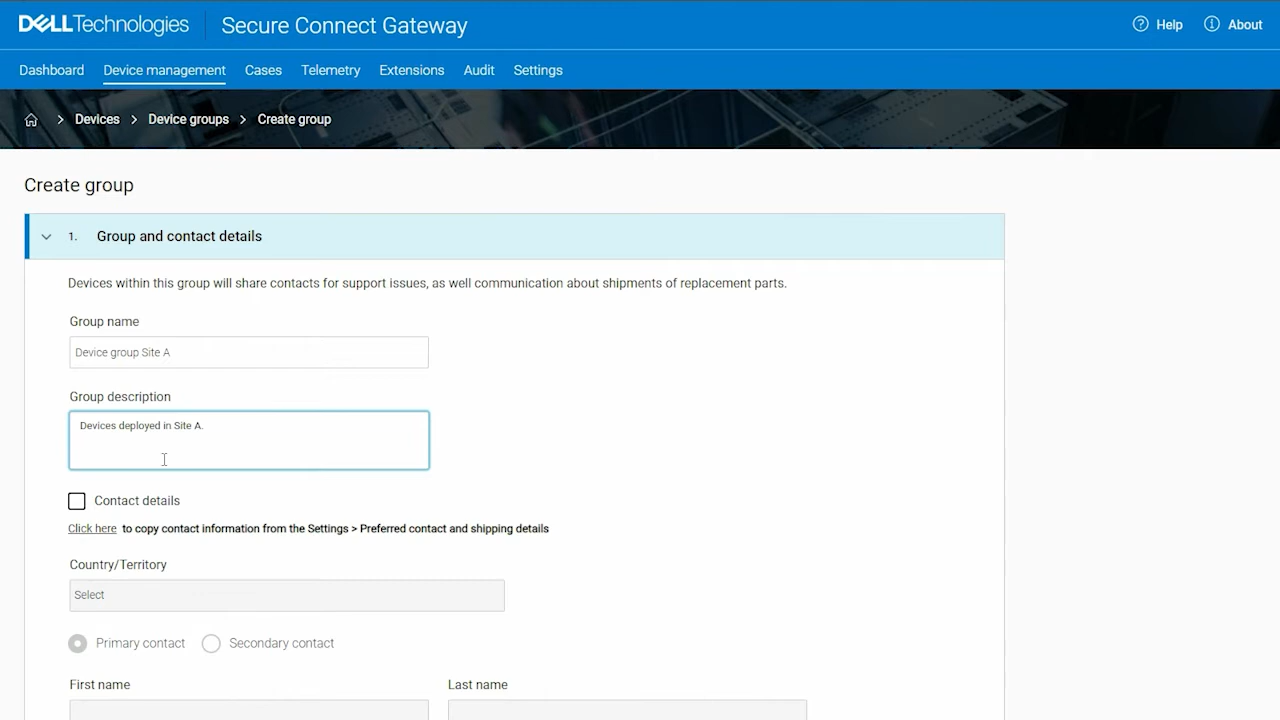 DELLTechnologies Secure Connect Gateway Help About
Dashboard Device management Cases Telemetry Extensions Audit Settings
Devices Device groups Create group
Create group
1. Group and contact details
Devices within this group will share contacts for support issues, as well communication about shipments of replacement parts.
Group name
Device group Site A
Group description
Devices deployed in Site A.
Contact details
Click here to copy contact information from the Settings > Preferred contact and shipping details
Country/Territory
Select
Primary contact Secondary contact
First name Last name